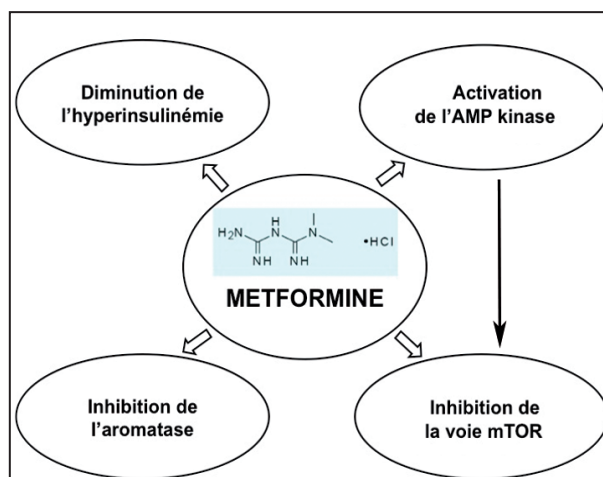 Diminution de
l'hyperinsulinémie
Activation
de l'AMP kinase
H
H₂N
N
N
•HCl
NH
NH
METFORMINE
Inhibition de
l'aromatase
Inhibition de
la voie mTOR